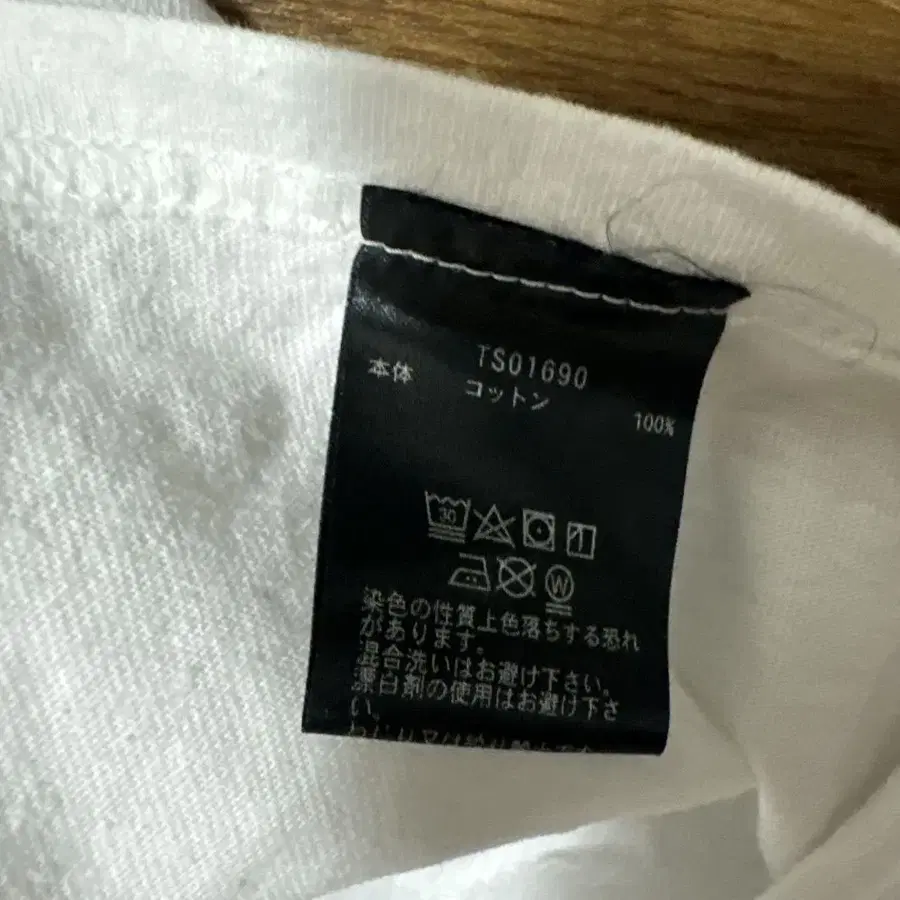 TS01690
本体 コットン
100%
30
W
染色の性質上色落ちする恐れ
があります。
混合洗いはお避け下さい。
漂白剤の使用はお避け下さ
い。